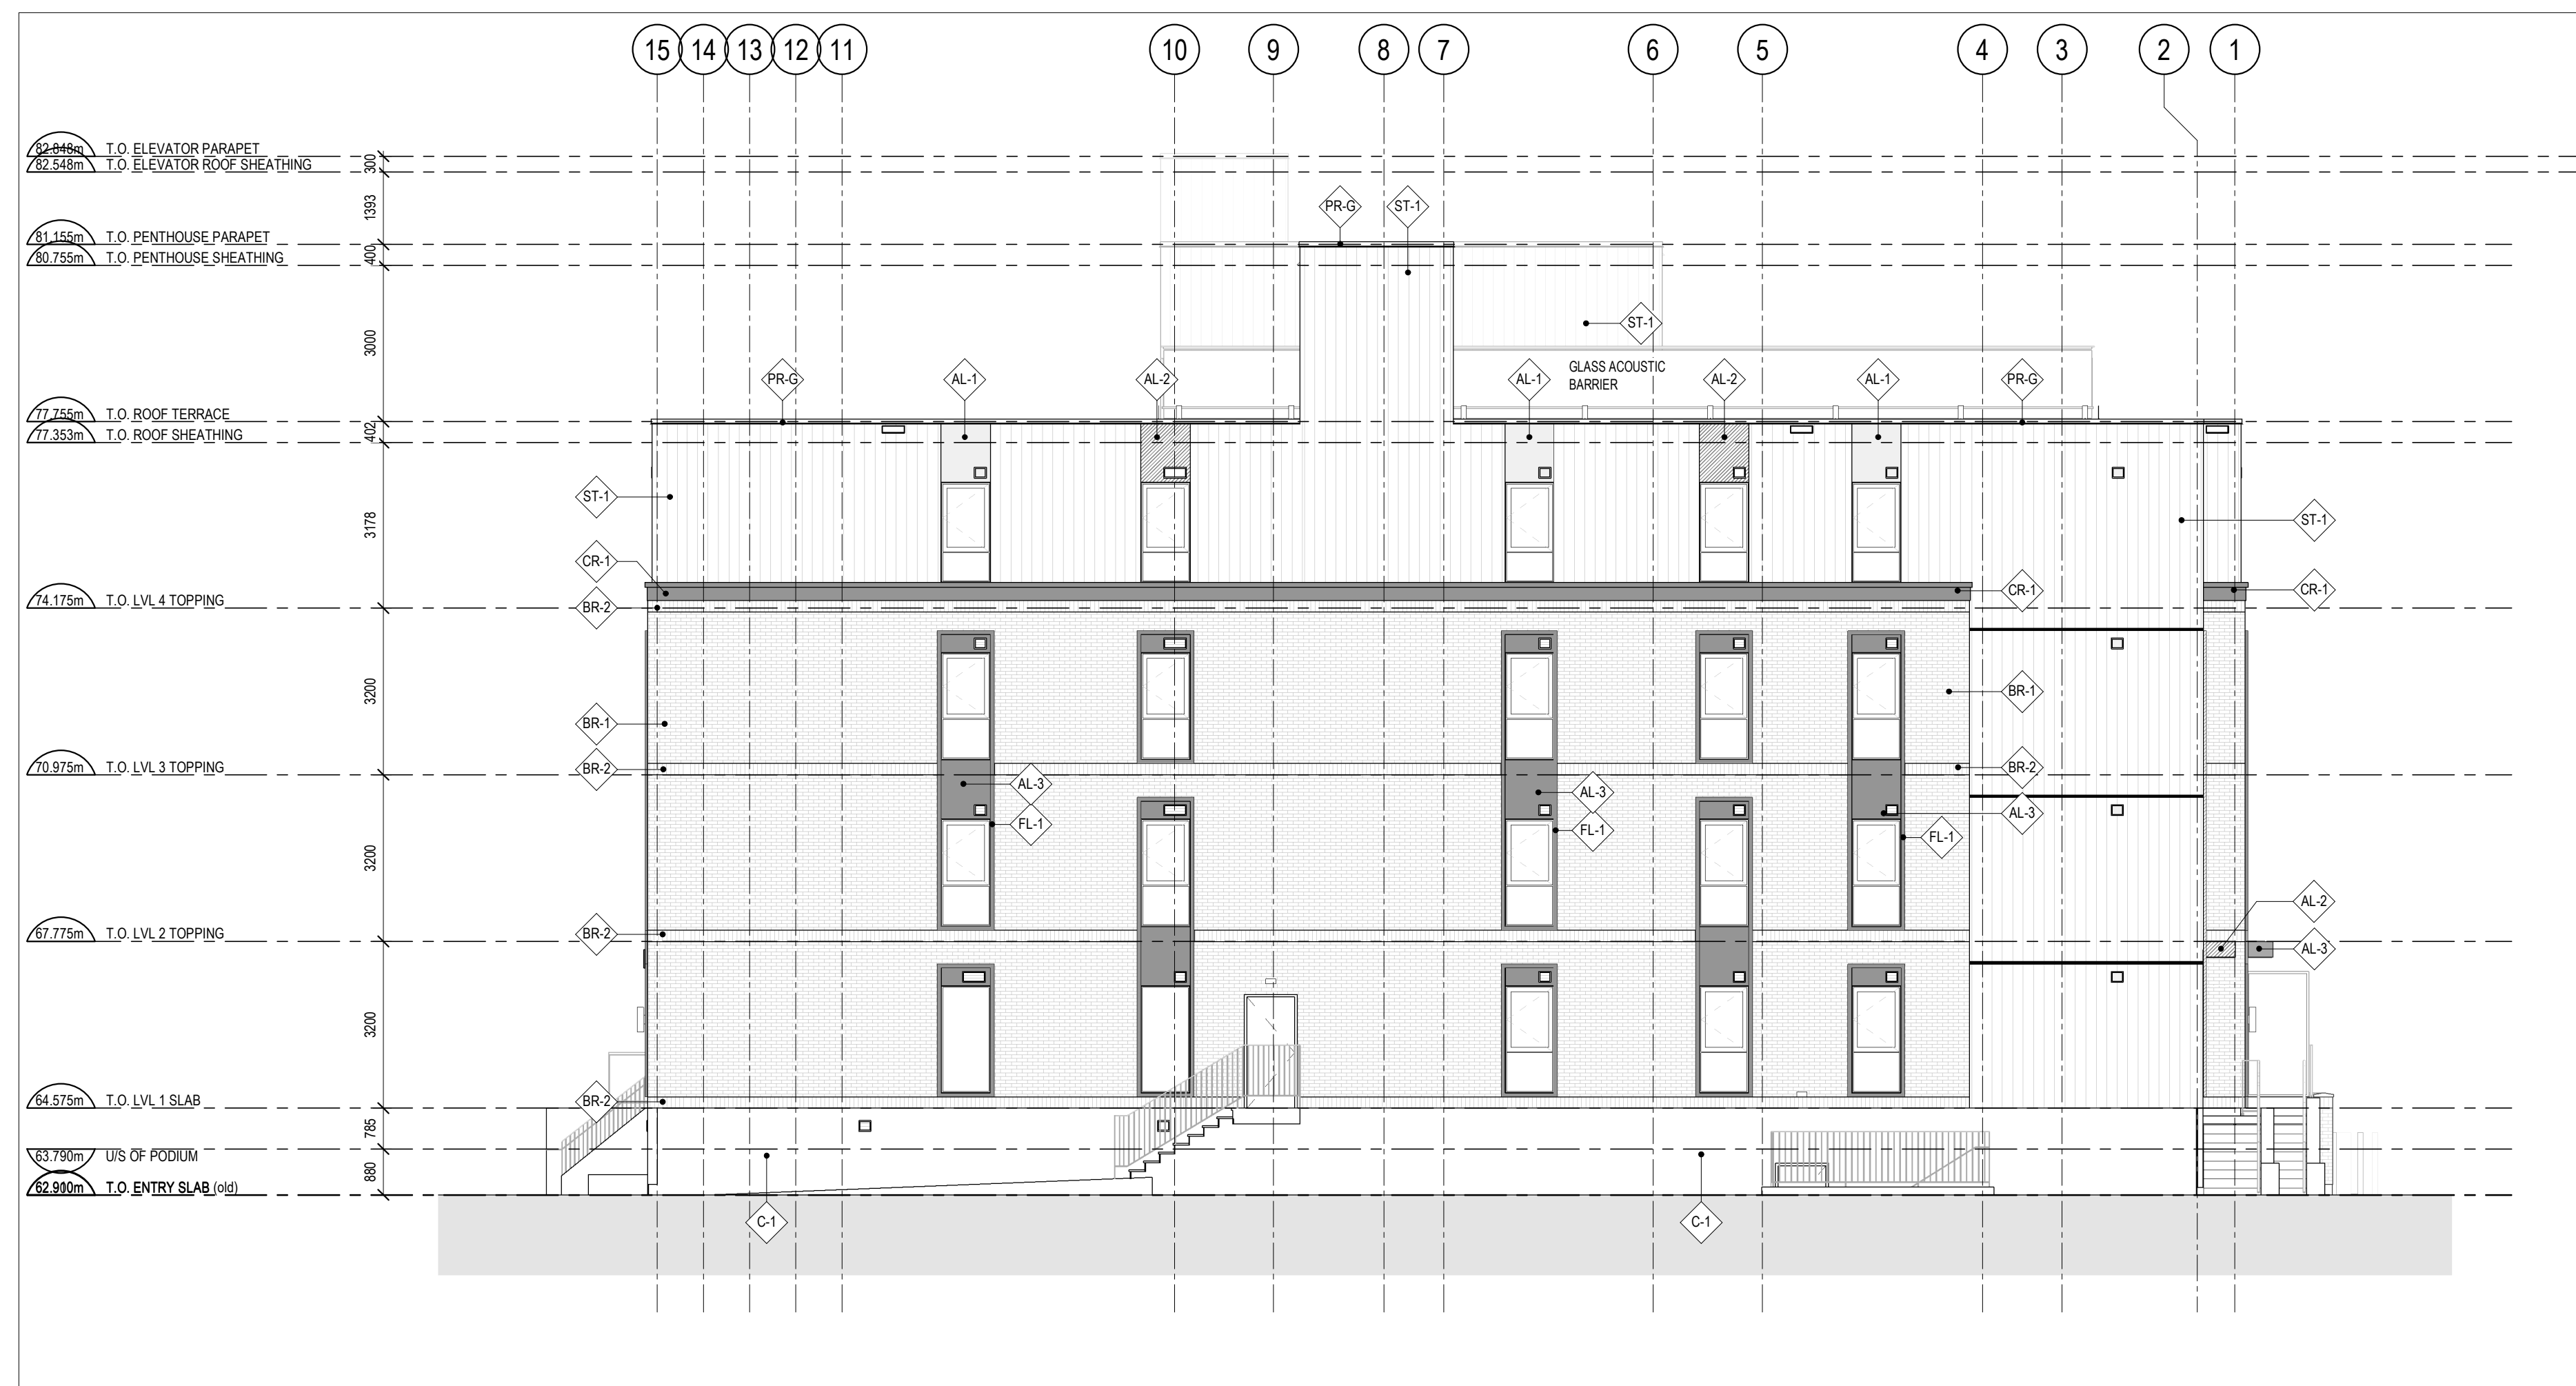 15 14 13 12 11 10 9 8 7 6 5 4 3 2 1
82.848m T.O. ELEVATOR PARAPET
82.548m T.O. ELEVATOR ROOF SHEATHING
300
1393
PR-G ST-1
81.155m T.O. PENTHOUSE PARAPET
400
80.755m T.O. PENTHOUSE SHEATHING
ST-1
3000
GLASS ACOUSTIC
BARRIER
PR-G AL-1 AL-2 AL-1 AL-2 AL-1 PR-G
77.755m T.O. ROOF TERRACE
402
77.353m T.O. ROOF SHEATHING
ST-1
ST-1
3178
CR-1
CR-1 CR-1
74.175m T.O. LVL 4 TOPPING
BR-2
3200
BR-1
BR-1
70.975m T.O. LVL 3 TOPPING
BR-2
BR-2
AL-3 AL-3 AL-3
FL-1 FL-1 FL-1
3200
AL-2
67.775m T.O. LVL 2 TOPPING
BR-2
AL-3
3200
64.575m T.O. LVL 1 SLAB
BR-2
785
63.790m U/S OF PODIUM
880
T.O. ENTRY SLAB (old)
C-1 C-1